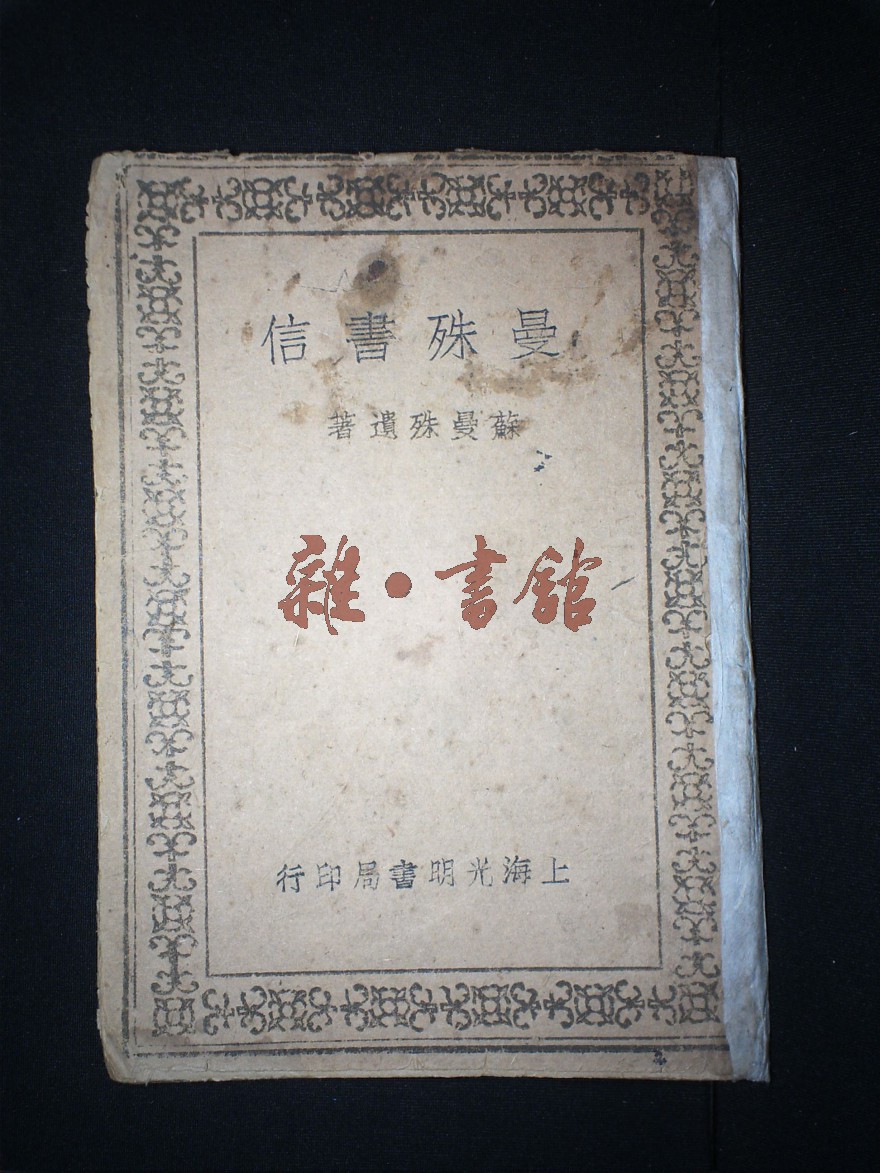 曼殊書信
蘇曼殊遺著
雜·書館
上海光明書局印行